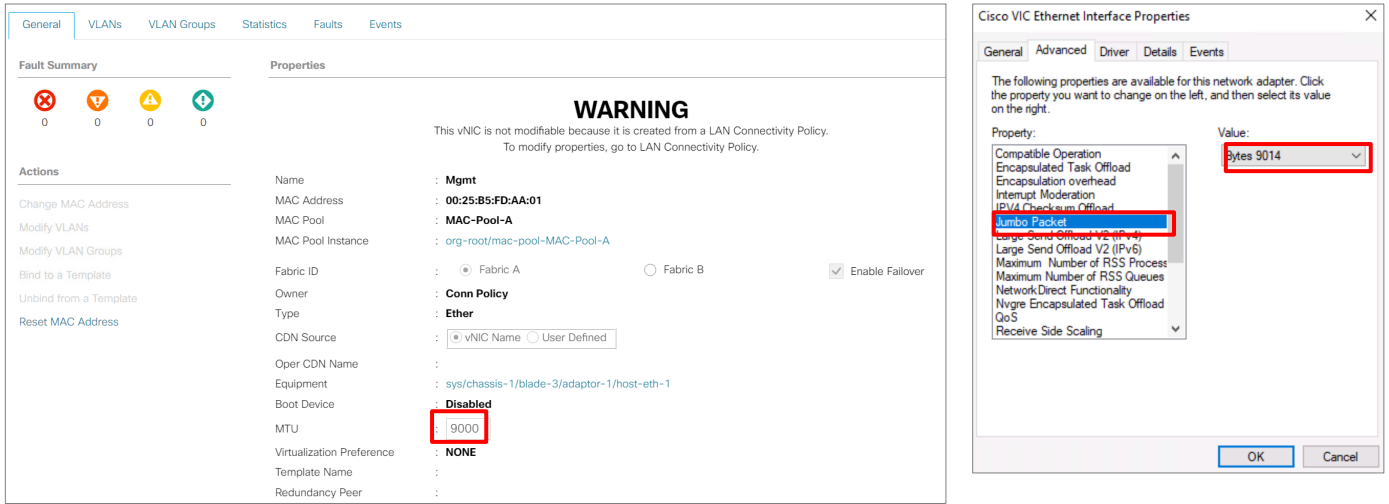 General VLANs VLAN Groups Statistics Faults Events
Fault Summary
0 0 0 0
Actions
Change MAC Address
Modify VLANs
Modify VLAN Groups
Bind to a Template
Unbind from a Template
Reset MAC Address
Properties
WARNING
This vNIC is not modifiable because it is created from a LAN Connectivity Policy.
To modify properties, go to LAN Connectivity Policy.
Name : Mgmt
MAC Address : 00:25:B5:FD:AA:01
MAC Pool : MAC-Pool-A
MAC Pool Instance : org-root/mac-pool-MAC-Pool-A
Fabric ID : Fabric A Fabric B Enable Failover
Owner : Conn Policy
Type : Ether
CDN Source : vNIC Name User Defined
Oper CDN Name :
Equipment : sys/chassis-1/blade-3/adaptor-1/host-eth-1
Boot Device : Disabled
MTU : 9000
Virtualization Preference : NONE
Template Name :
Redundancy Peer :
Cisco VIC Ethernet Interface Properties
General Advanced Driver Details Events
The following properties are available for this network adapter. Click
the property you want to change on the left, and then select its value
on the right.
Property:
Compatible Operation
Encapsulated Task Offload
Encapsulation overhead
Interrupt Moderation
IPV4 Checksum Offload
Jumbo Packet
Large Send Offload V2 (IPv4)
Large Send Offload V2 (IPv6)
Maximum Number of RSS Process
Maximum Number of RSS Queues
NetworkDirect Functionality
Nvgre Encapsulated Task Offload
QoS
Receive Side Scaling
Value:
Bytes 9014
OK Cancel